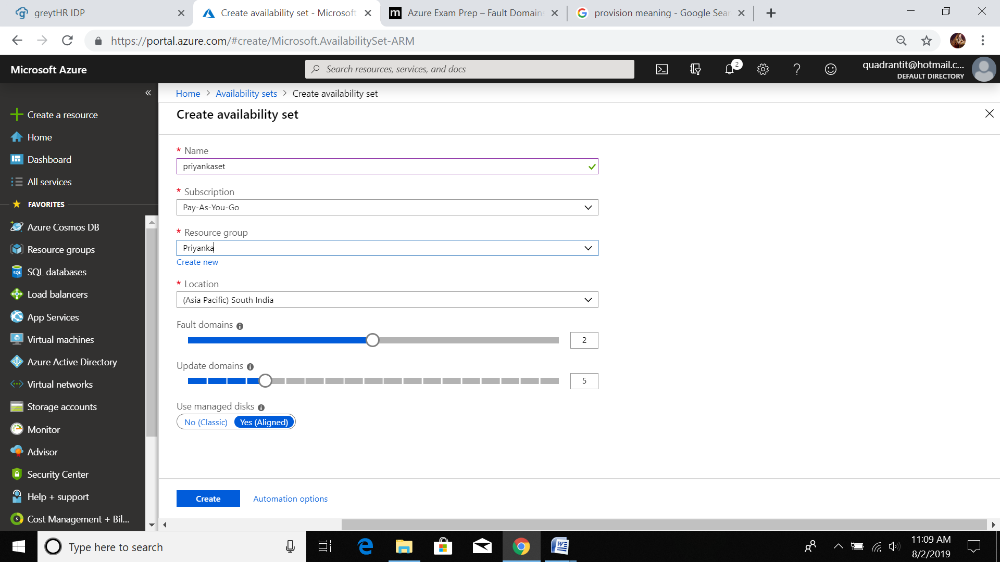 greytHR IDP
Create availability set - Microsoft
Azure Exam Prep – Fault Domains
provision meaning - Google Sear
https://portal.azure.com/#create/Microsoft.AvailabilitySet-ARM
Microsoft Azure
Search resources, services, and docs
2
quadrantit@hotmail.c...
DEFAULT DIRECTORY
Home > Availability sets > Create availability set
Create availability set
Create a resource
Home
Dashboard
All services
FAVORITES
Azure Cosmos DB
Resource groups
SQL databases
Load balancers
App Services
Virtual machines
Azure Active Directory
Virtual networks
Storage accounts
Monitor
Advisor
Security Center
Help + support
Cost Management + Bil...
* Name
priyankaset
* Subscription
Pay-As-You-Go
* Resource group
Priyanka
Create new
* Location
(Asia Pacific) South India
Fault domains
2
Update domains
5
Use managed disks
No (Classic) Yes (Aligned)
Create Automation options
Type here to search
11:09 AM
8/2/2019